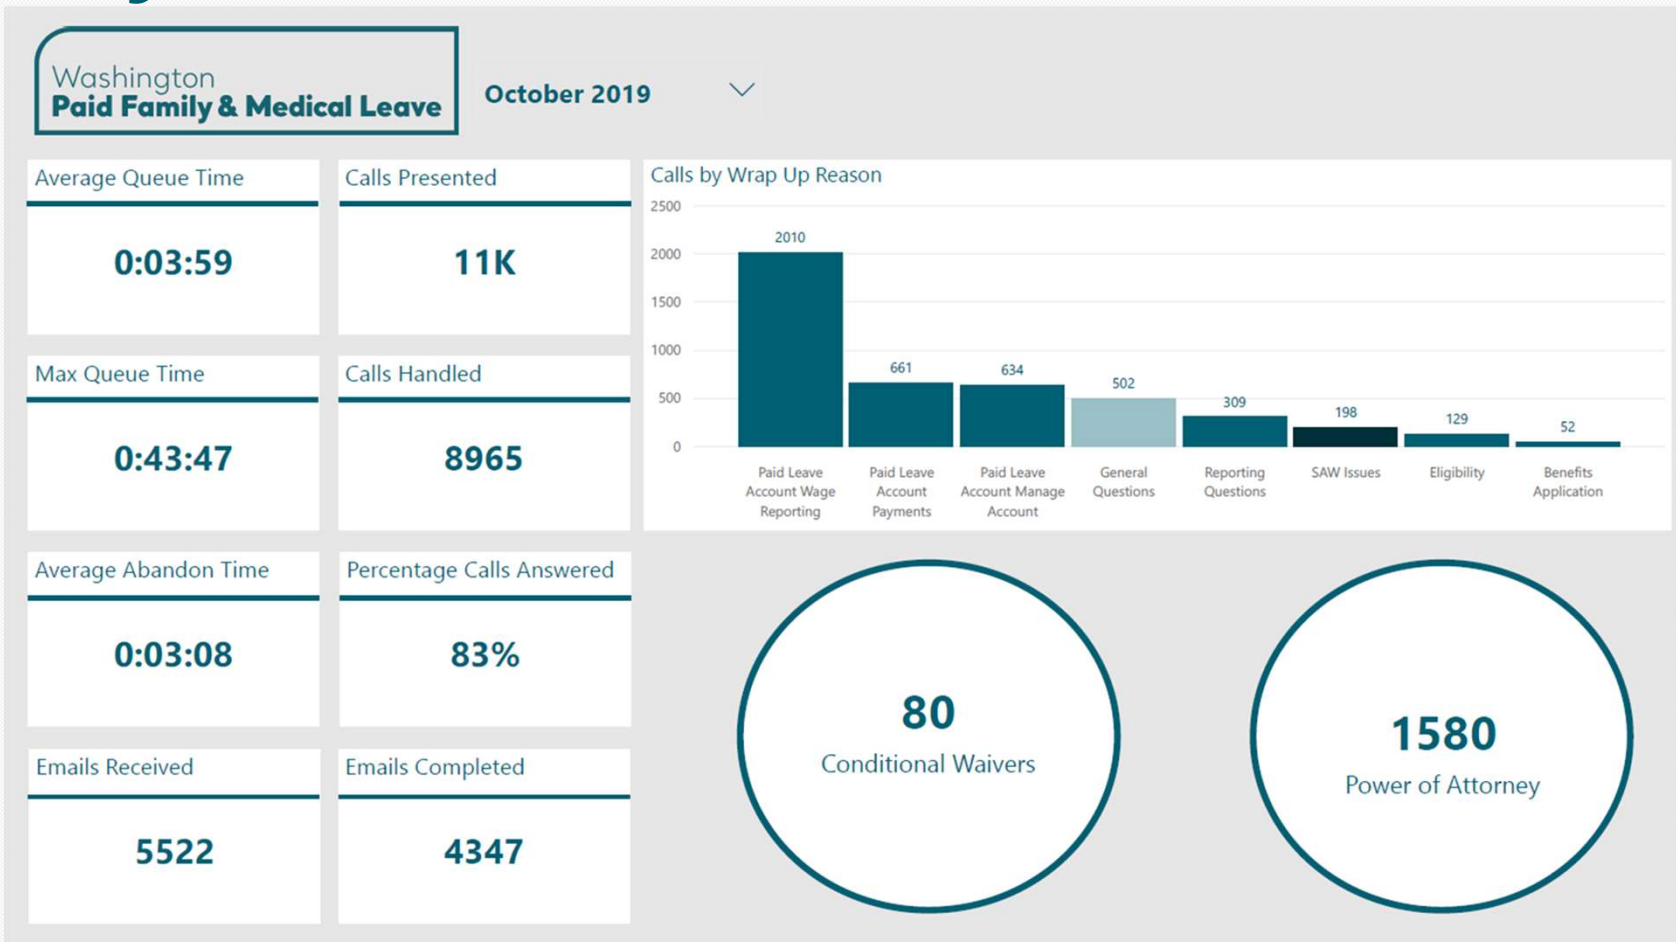 Washington
Paid Family & Medical Leave
October 2019
Average Queue Time
0:03:59
Calls Presented
11K
Max Queue Time
0:43:47
Calls Handled
8965
Average Abandon Time
0:03:08
Percentage Calls Answered
83%
Emails Received
5522
Emails Completed
4347
Calls by Wrap Up Reason
2500
2000
1500
1000
500
0
2010
661
634
502
309
198
129
52
Paid Leave
Account Wage
Reporting
Paid Leave
Account
Payments
Paid Leave
Account Manage
Account
General
Questions
Reporting
Questions
SAW Issues
Eligibility
Benefits
Application
80
Conditional Waivers
1580
Power of Attorney